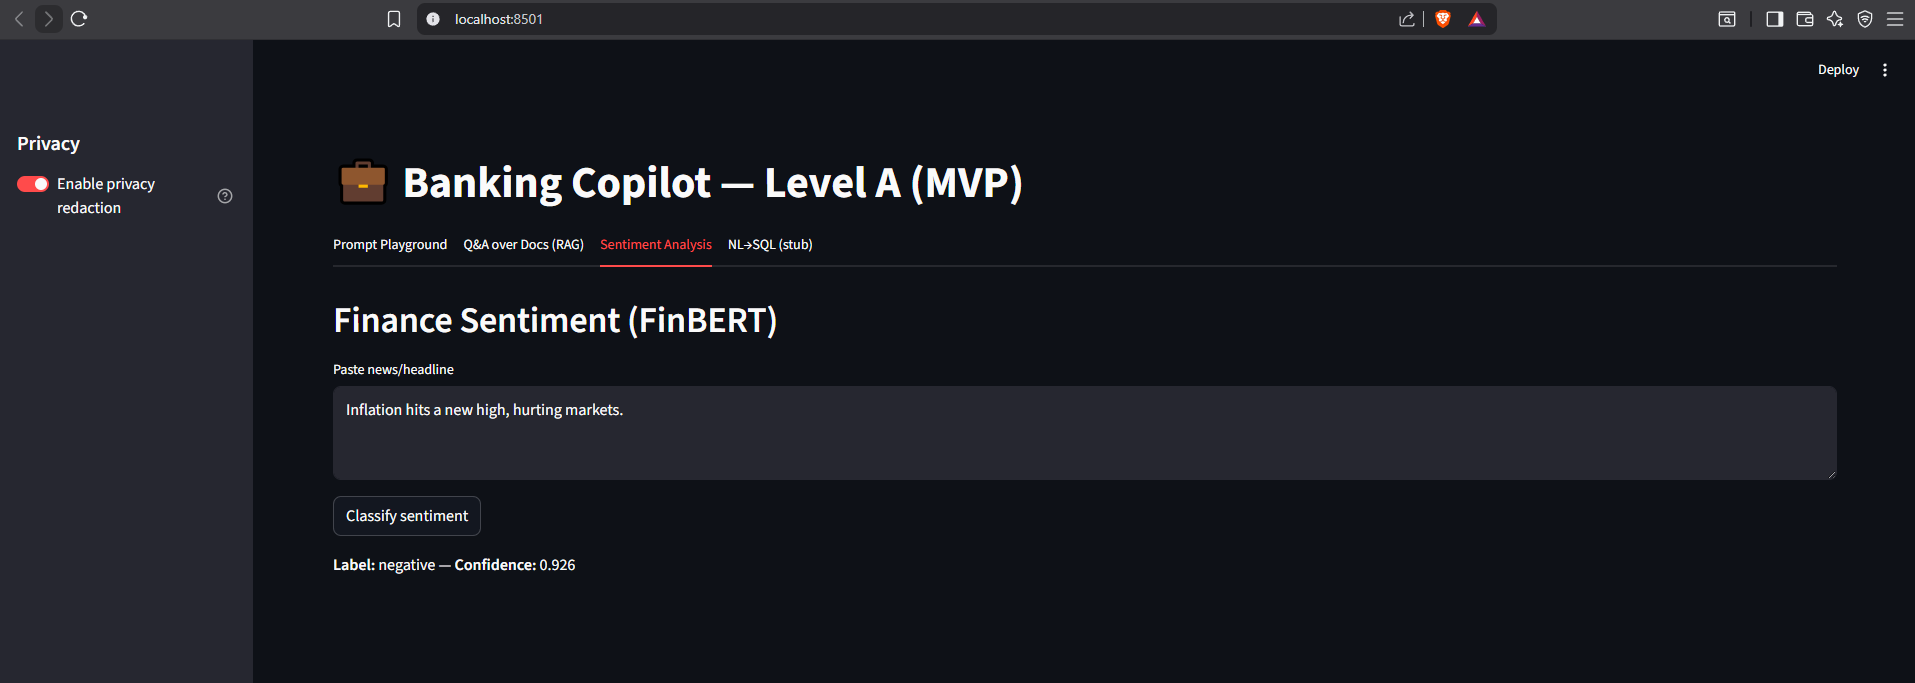 localhost:8501
Deploy
Privacy
Enable privacy
redaction
Banking Copilot — Level A (MVP)
Prompt Playground Q&A over Docs (RAG) Sentiment Analysis NL→SQL (stub)
Finance Sentiment (FinBERT)
Paste news/headline
Inflation hits a new high, hurting markets.
Classify sentiment
Label: negative — Confidence: 0.926